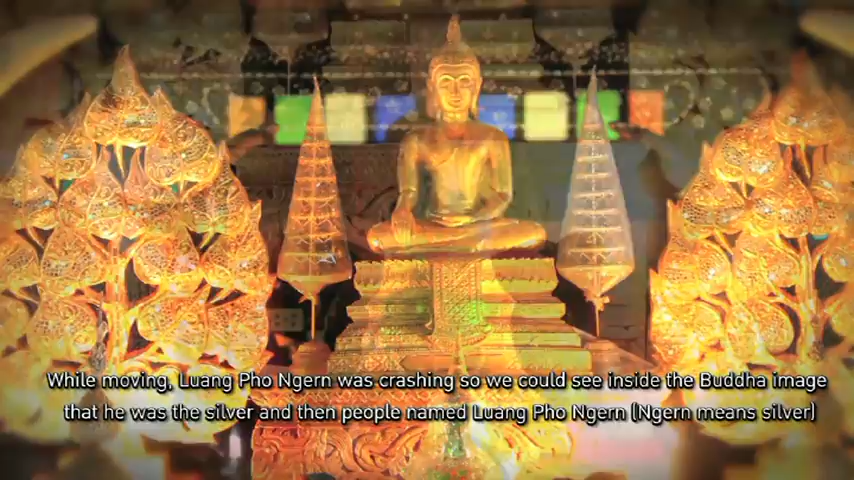 While moving, Luang Pho Ngern was crashing so we could see inside the Buddha image
that he was the silver and then people named Luang Pho Ngern (Ngern means silver)